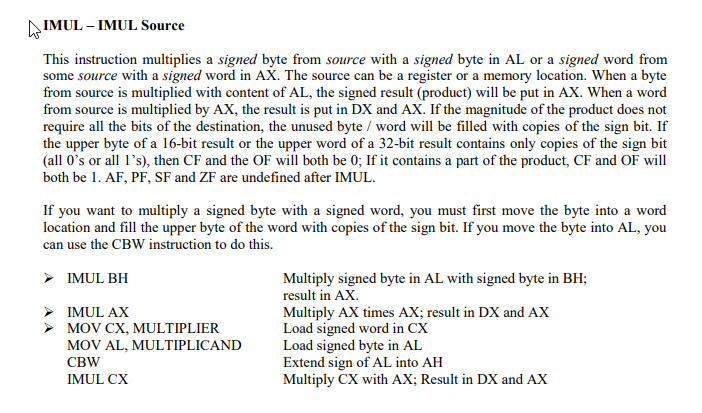 IMUL – IMUL Source
This instruction multiplies a signed byte from source with a signed byte in AL or a signed word from
some source with a signed word in AX. The source can be a register or a memory location. When a byte
from source is multiplied with content of AL, the signed result (product) will be put in AX. When a word
from source is multiplied by AX, the result is put in DX and AX. If the magnitude of the product does not
require all the bits of the destination, the unused byte / word will be filled with copies of the sign bit. If
the upper byte of a 16-bit result or the upper word of a 32-bit result contains only copies of the sign bit
(all 0’s or all 1’s), then CF and the OF will both be 0; If it contains a part of the product, CF and OF will
both be 1. AF, PF, SF and ZF are undefined after IMUL.
If you want to multiply a signed byte with a signed word, you must first move the byte into a word
location and fill the upper byte of the word with copies of the sign bit. If you move the byte into AL, you
can use the CBW instruction to do this.
➢ IMUL BH Multiply signed byte in AL with signed byte in BH;
result in AX.
➢ IMUL AX Multiply AX times AX; result in DX and AX
➢ MOV CX, MULTIPLIER Load signed word in CX
MOV AL, MULTIPLICAND Load signed byte in AL
CBW Extend sign of AL into AH
IMUL CX Multiply CX with AX; Result in DX and AX